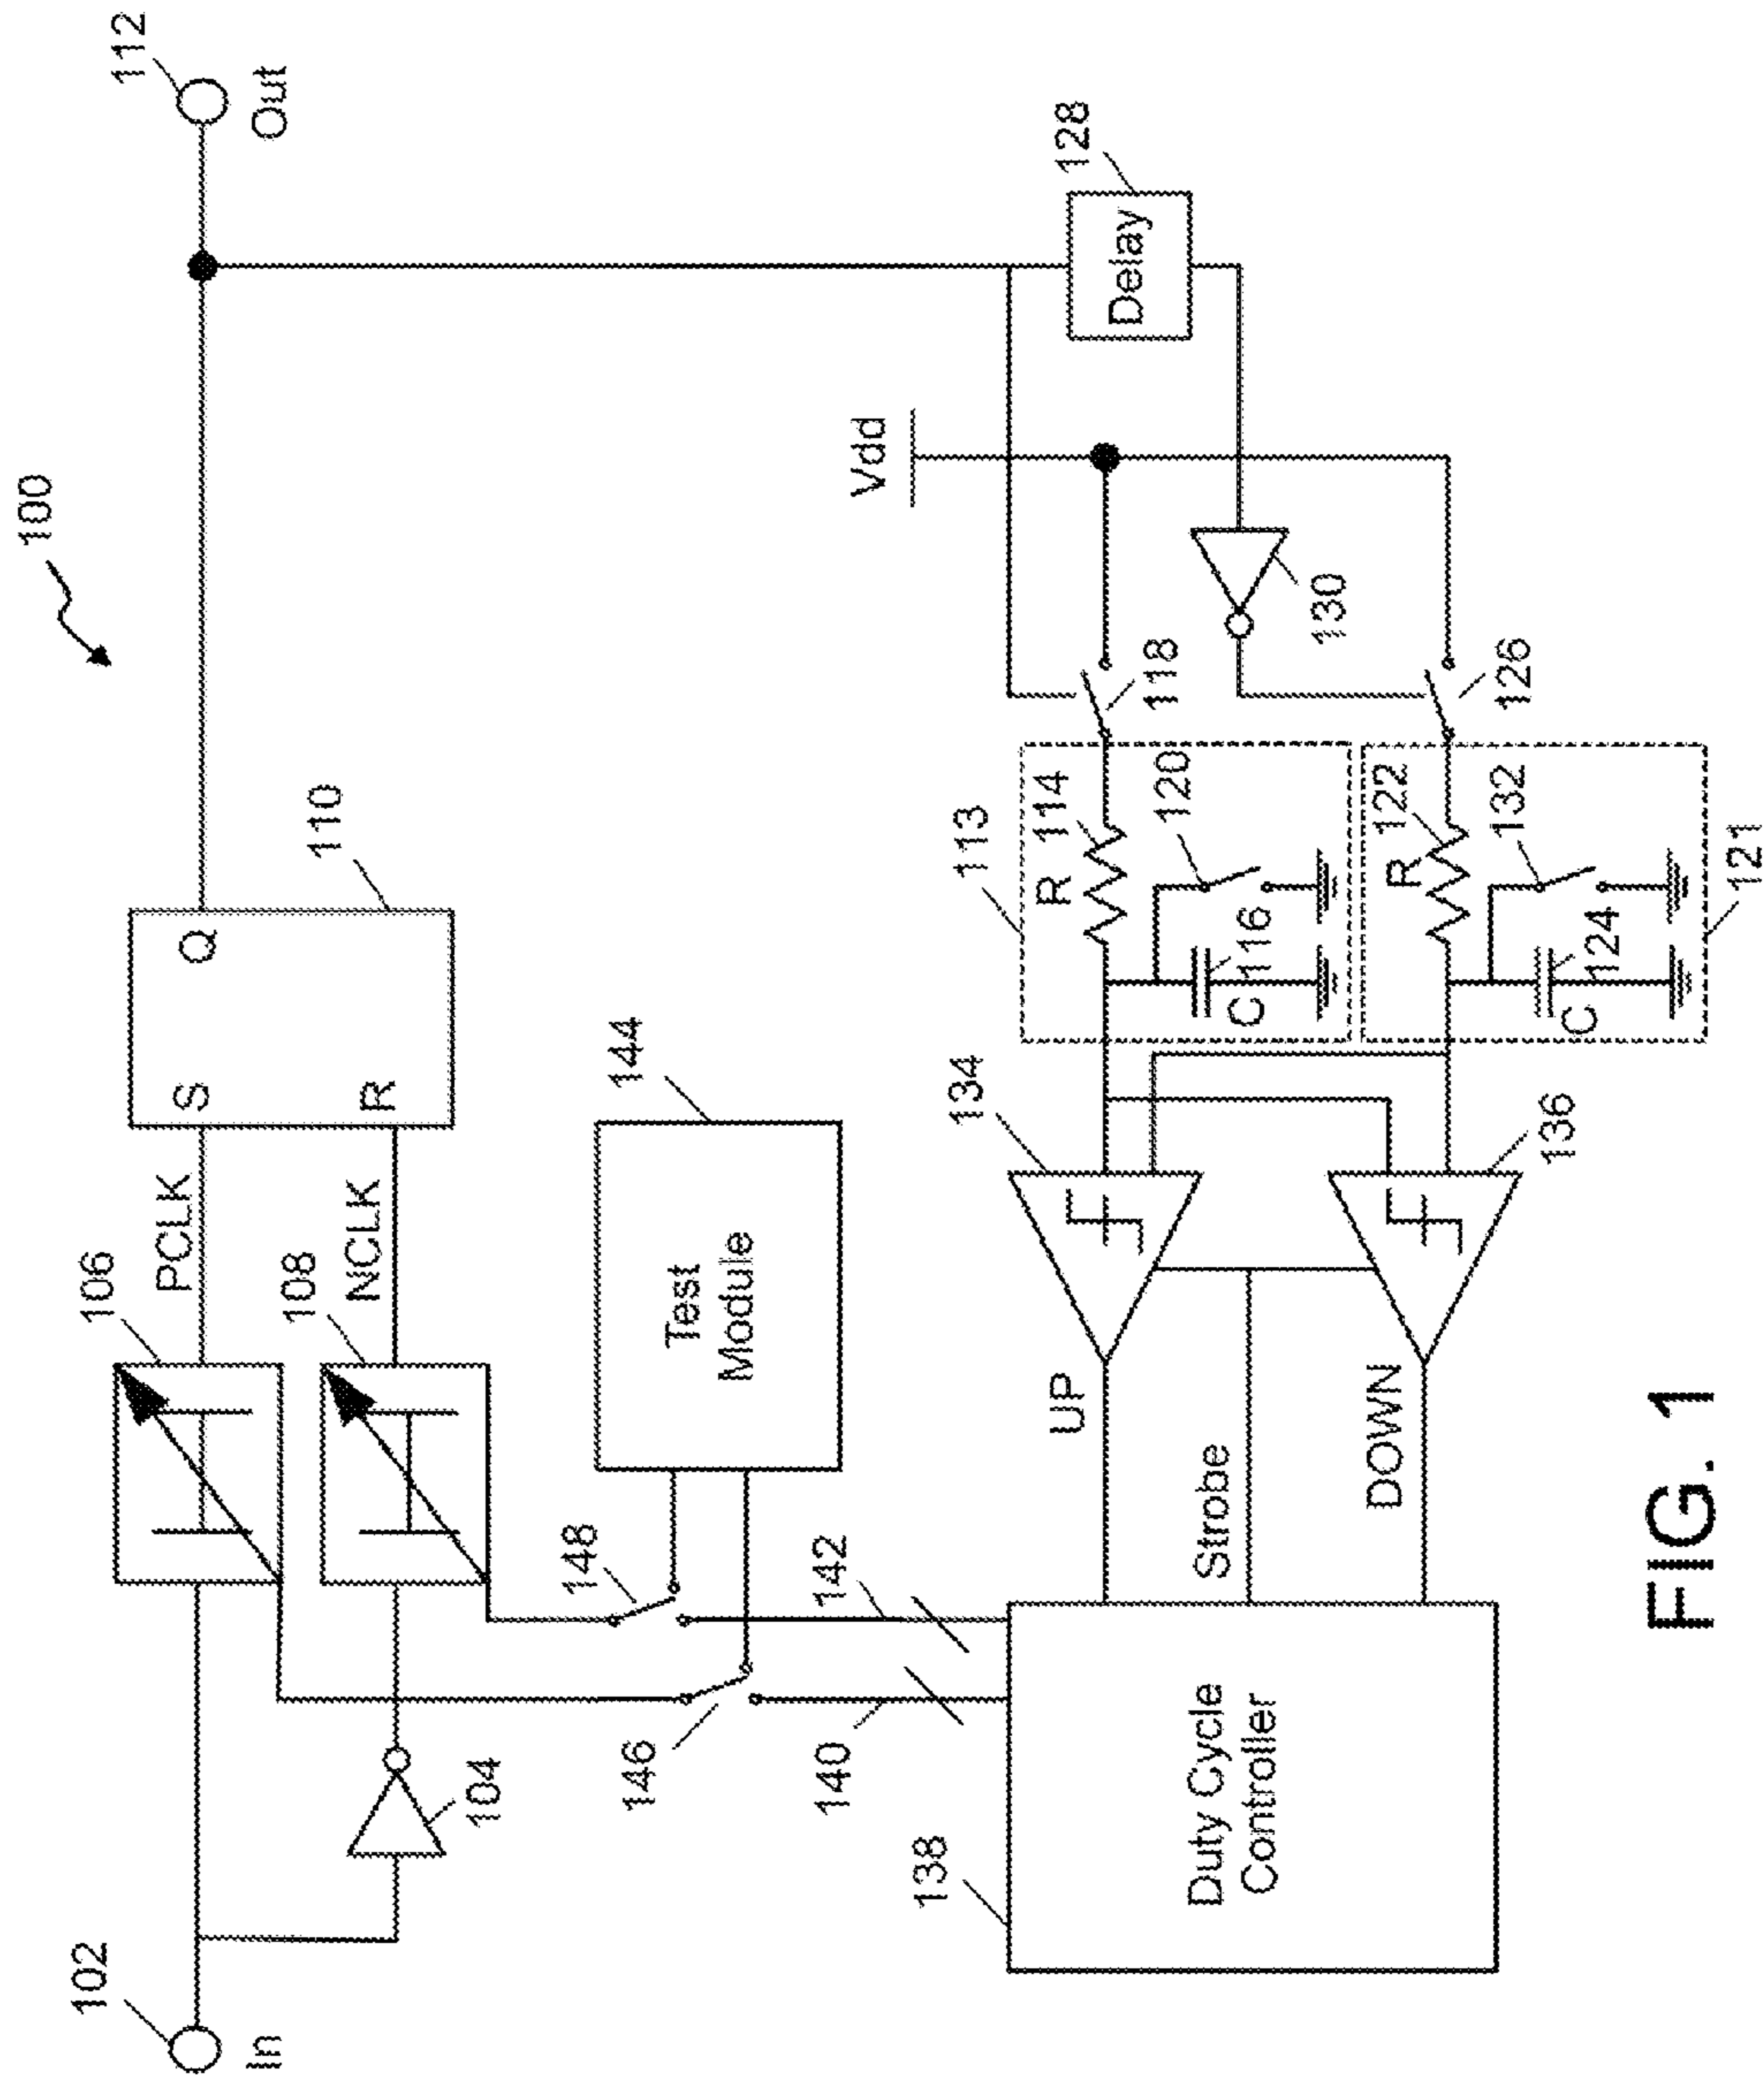 100
102
In
104
106
108
PCLK
NCLK
S
R
Q
110
112
Out
146
148
144
Test
Module
140
142
138
Duty Cycle
Controller
UP
Strobe
DOWN
134
136
113
R 114
C
116
120
118
Vdd
128
Delay
130
R
122
C
124
132
126
121
FIG. 1